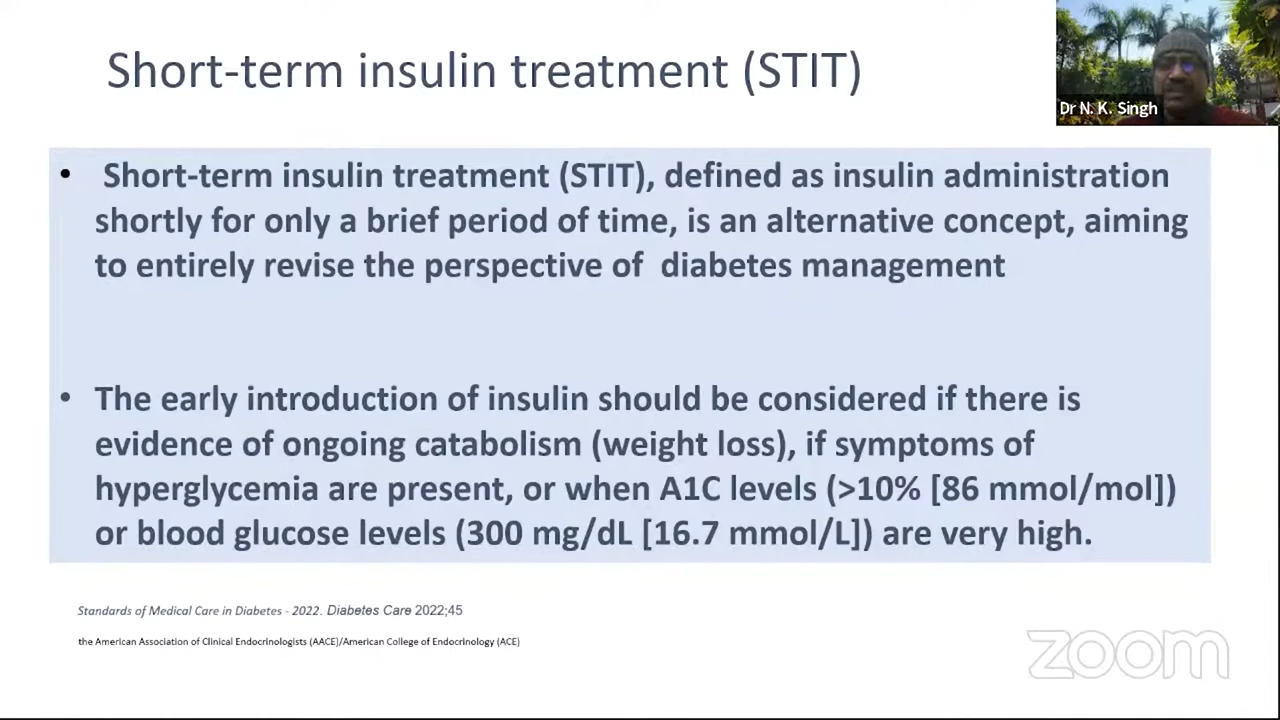 Short-term insulin treatment (STIT)
Dr N. K. Singh
• Short-term insulin treatment (STIT), defined as insulin administration
shortly for only a brief period of time, is an alternative concept, aiming
to entirely revise the perspective of diabetes management
• The early introduction of insulin should be considered if there is
evidence of ongoing catabolism (weight loss), if symptoms of
hyperglycemia are present, or when A1C levels (>10% [86 mmol/mol])
or blood glucose levels (300 mg/dL [16.7 mmol/L]) are very high.
Standards of Medical Care in Diabetes - 2022. Diabetes Care 2022;45
the American Association of Clinical Endocrinologists (AACE)/American College of Endocrinology (ACE)
zoom